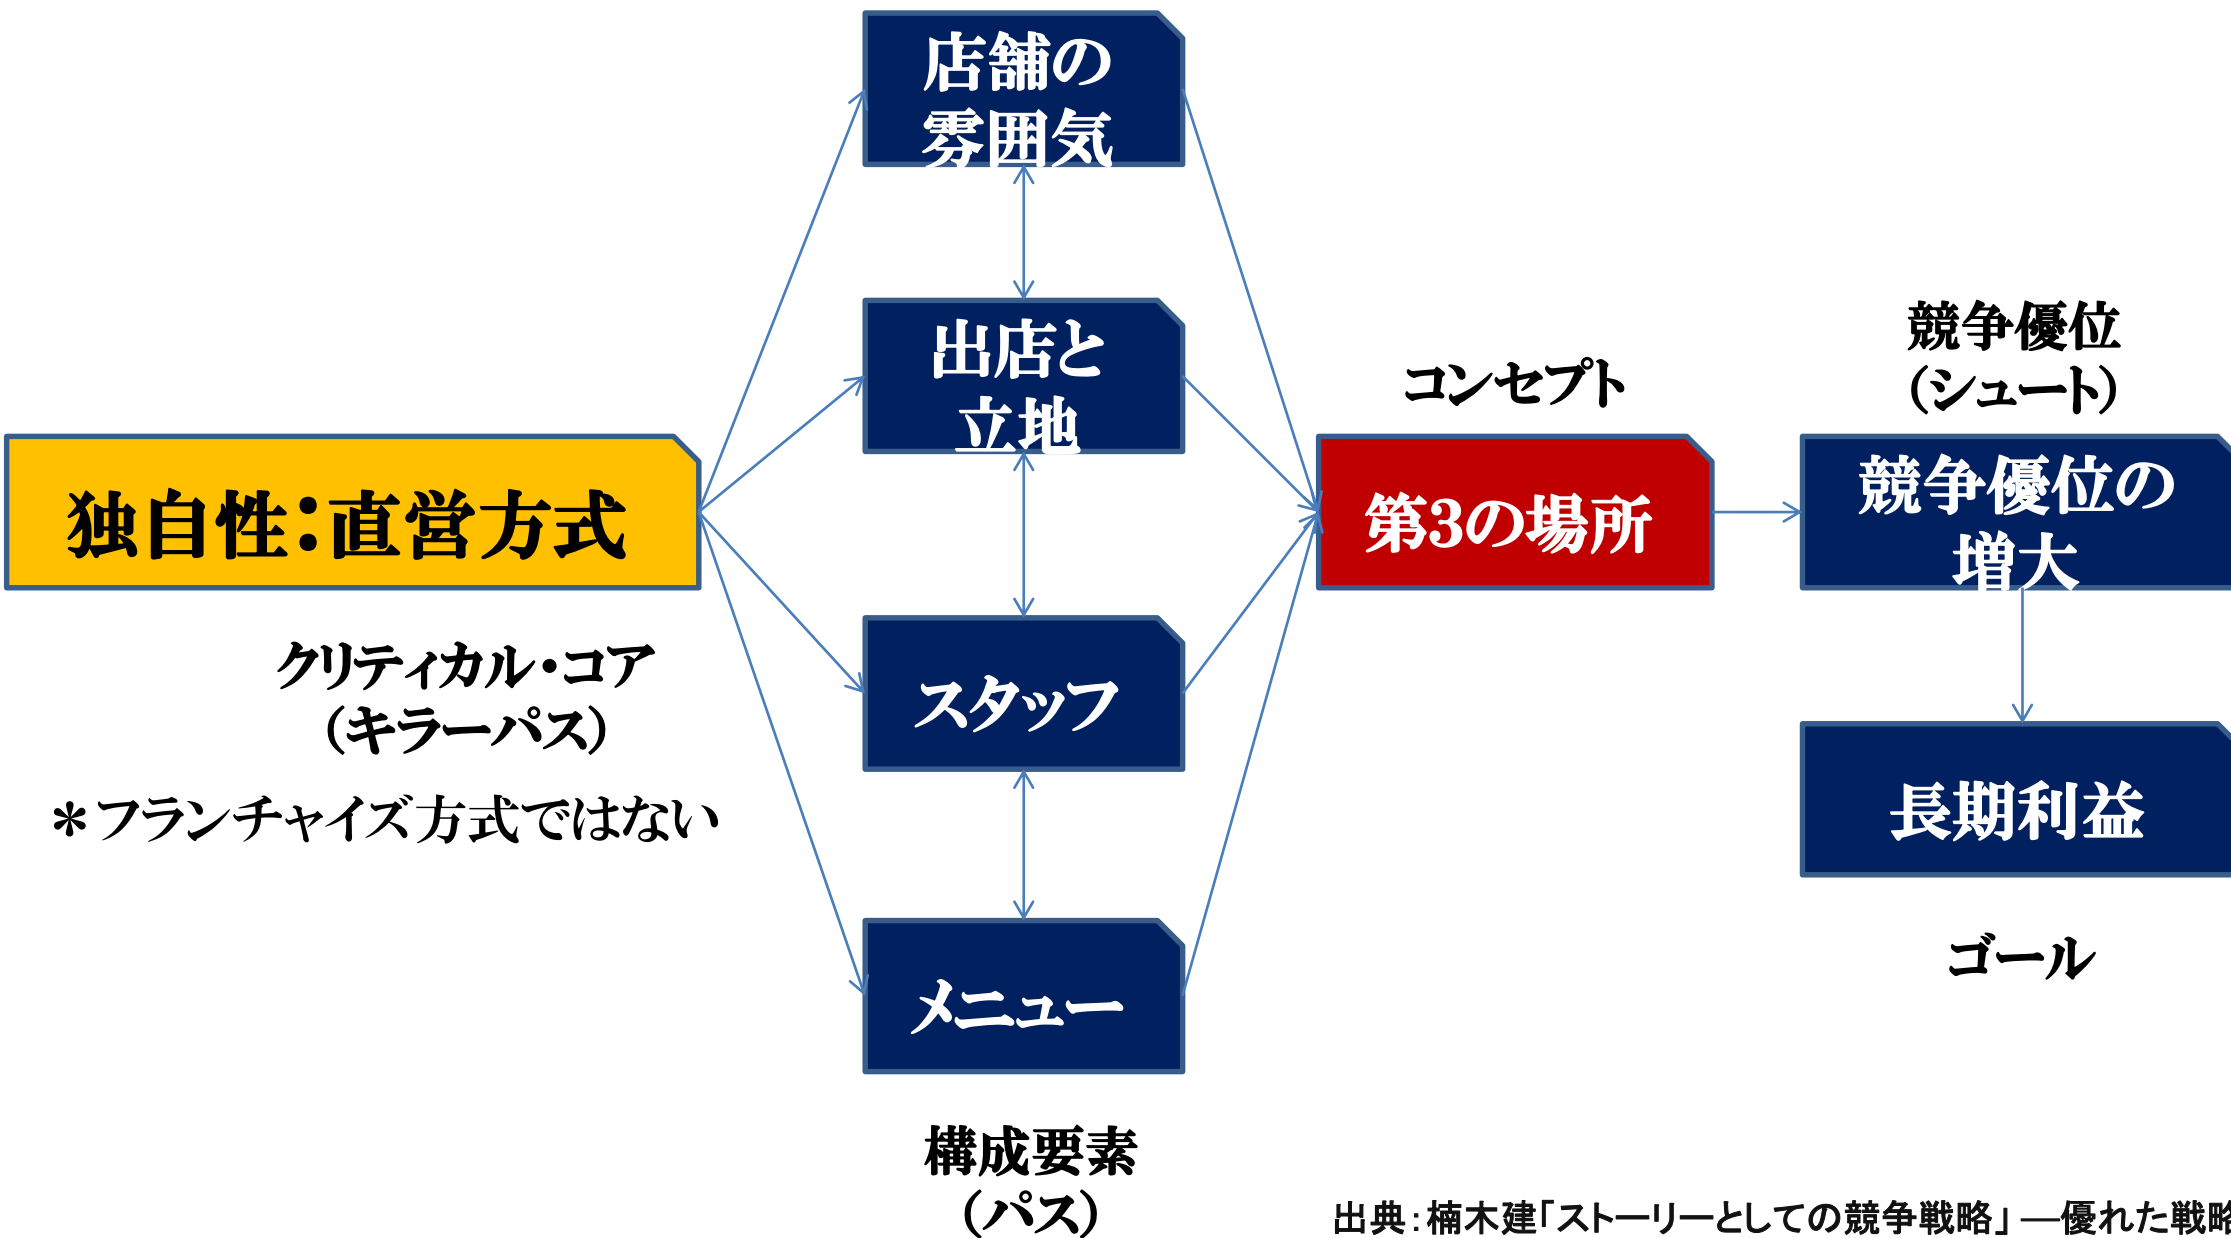 店舗の
雰囲気
出店と
立地
競争優位
（シュート）
コンセプト
独自性：直営方式
第3の場所
競争優位の
増大
クリティカル・コア
（キラーパス）
スタッフ
＊フランチャイズ方式ではない
長期利益
ゴール
メニュー
構成要素
（パス）
出典：楠木建「ストーリーとしての競争戦略」 ―優れた戦略